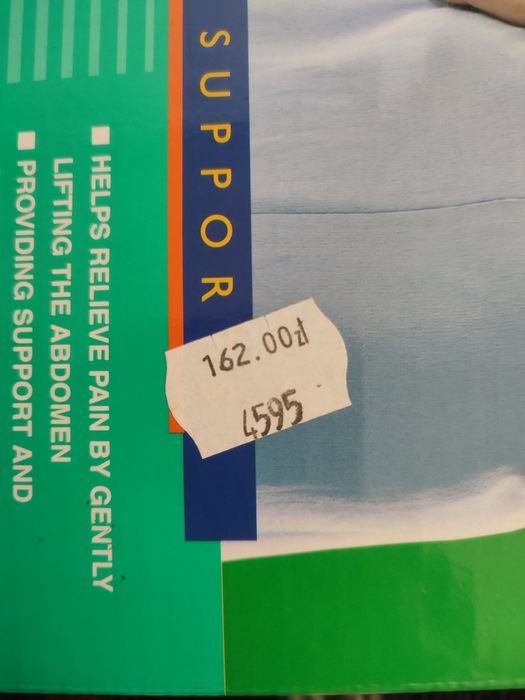 SUPPOR
HELPS RELIEVE PAIN BY GENTLY
LIFTING THE ABDOMEN
PROVIDING SUPPORT AND
162.00zł
4595